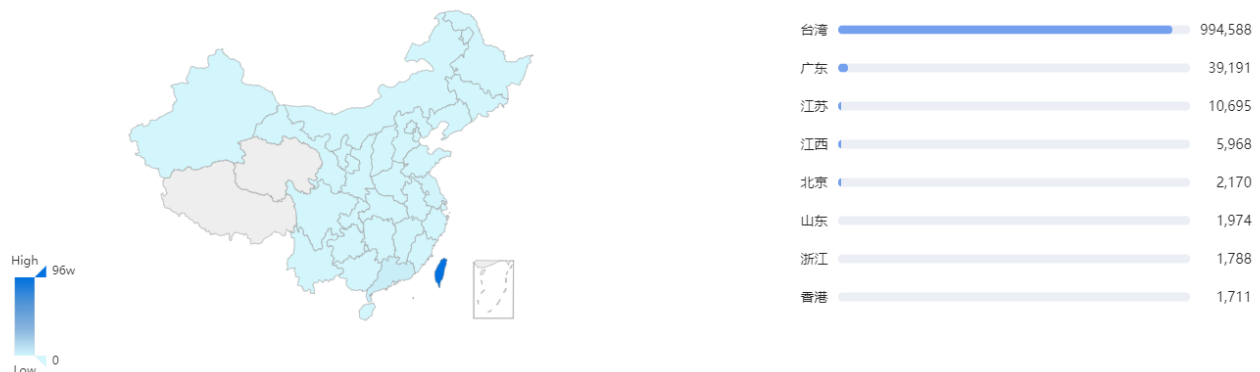 High
96w
0
Low
台湾 994,588
广东 39,191
江苏 10,695
江西 5,968
北京 2,170
山东 1,974
浙江 1,788
香港 1,711